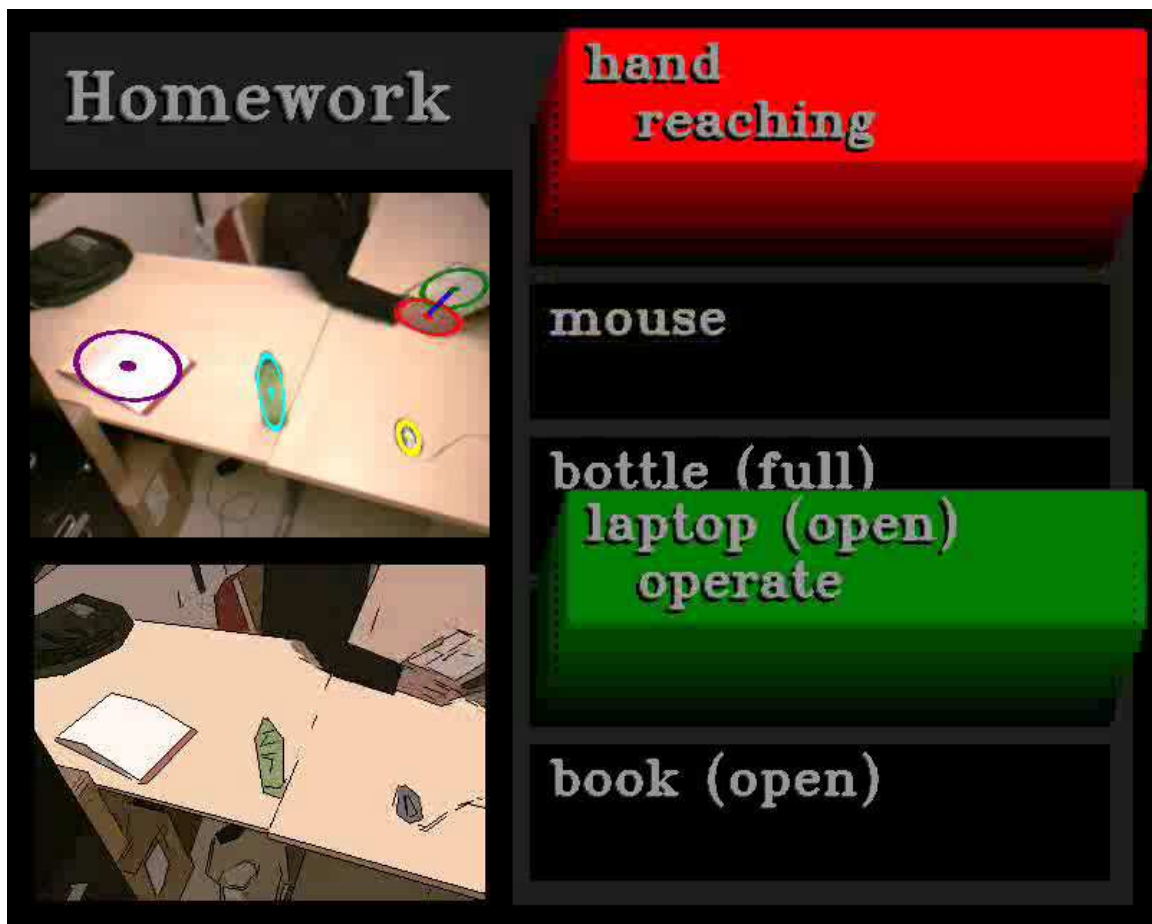 Homework
hand
reaching
mouse
bottle (full)
laptop (open)
operate
book (open)